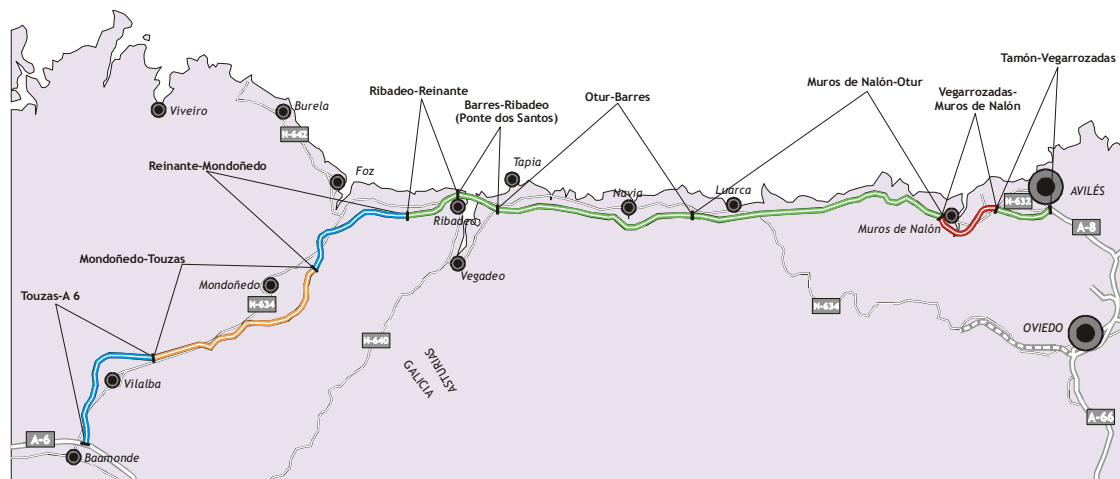 Tamón-Vegarrozadas
Muros de Nalón-Otur
Ribadeo-Reinante
Vegarrozadas-
Muros de Nalón
Otur-Barres
Barres-Ribadeo
(Ponte dos Santos)
Burela
Viveiro
N-642
Tapia
Reinante-Mondoñedo
Foz
Navia
Luarca
AVILÉS
N-632
Ribadeo
Muros de Nalón
A-8
Mondoñedo-Touzas
Vegadeo
Mondoñedo
Touzas-A 6
N-634
N-634
OVIEDO
N-640
ASTURIAS
GALICIA
Vilalba
A-66
A-6
Baamonde